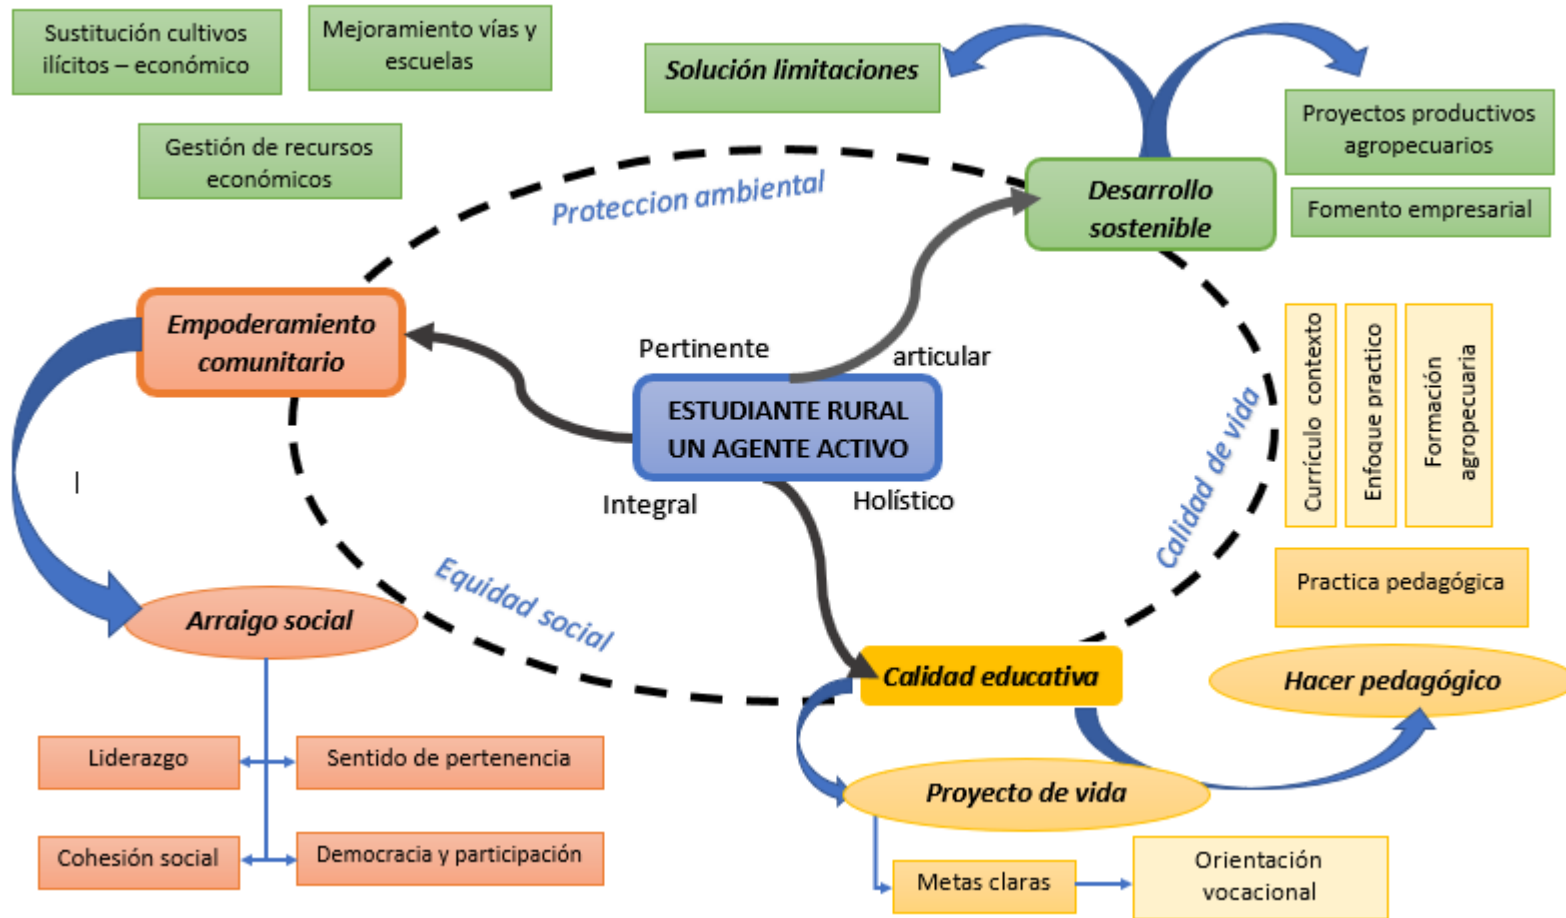 Sustitución cultivos
ilícitos – económico
Mejoramiento vías y
escuelas
Solución limitaciones
Proyectos productivos
agropecuarios
Gestión de recursos
económicos
Proteccion ambiental
Desarrollo
sostenible
Fomento empresarial
Empoderamiento
comunitario
Pertinente
articular
ESTUDIANTE RURAL
UN AGENTE ACTIVO
Integral
Holístico
Calidad de vida
Currículo contexto
Enfoque practico
Formación
agropecuaria
Equidad social
Practica pedagógica
Arraigo social
Calidad educativa
Hacer pedagógico
Liderazgo
Sentido de pertenencia
Proyecto de vida
Cohesión social
Democracia y participación
Metas claras
Orientación
vocacional